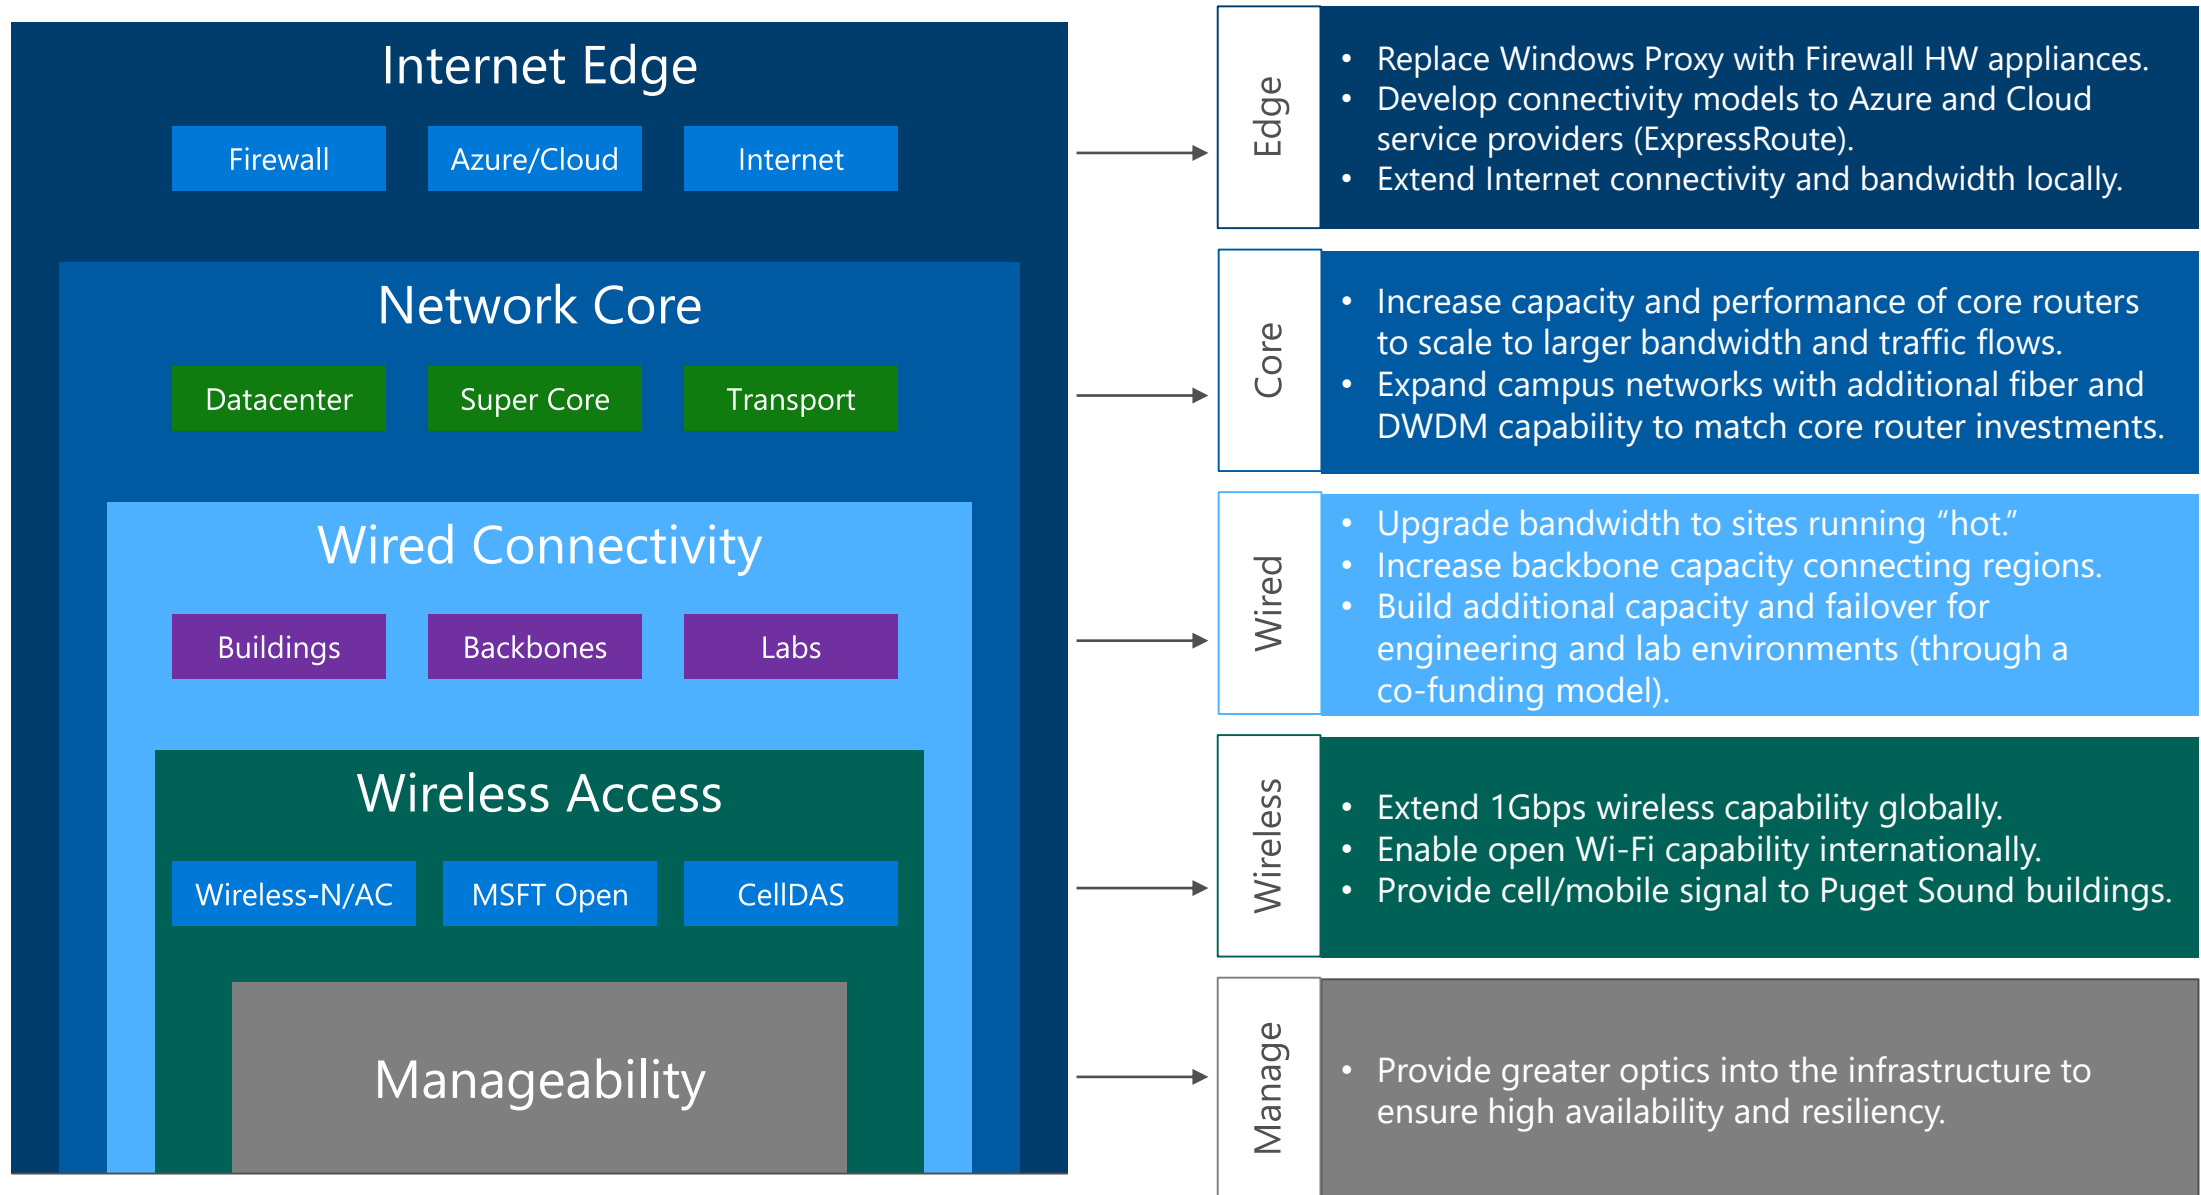 Internet Edge
Firewall
Azure/Cloud
Internet
Network Core
Datacenter
Super Core
Transport
Wired Connectivity
Buildings
Backbones
Labs
Wireless Access
Wireless-N/AC
MSFT Open
CellDAS
Manageability
Edge
• Replace Windows Proxy with Firewall HW appliances.
• Develop connectivity models to Azure and Cloud
service providers (ExpressRoute).
• Extend Internet connectivity and bandwidth locally.
Core
• Increase capacity and performance of core routers
to scale to larger bandwidth and traffic flows.
• Expand campus networks with additional fiber and
DWDM capability to match core router investments.
Wired
• Upgrade bandwidth to sites running “hot.”
• Increase backbone capacity connecting regions.
• Build additional capacity and failover for
engineering and lab environments (through a
co-funding model).
Wireless
• Extend 1Gbps wireless capability globally.
• Enable open Wi-Fi capability internationally.
• Provide cell/mobile signal to Puget Sound buildings.
Manage
• Provide greater optics into the infrastructure to
ensure high availability and resiliency.